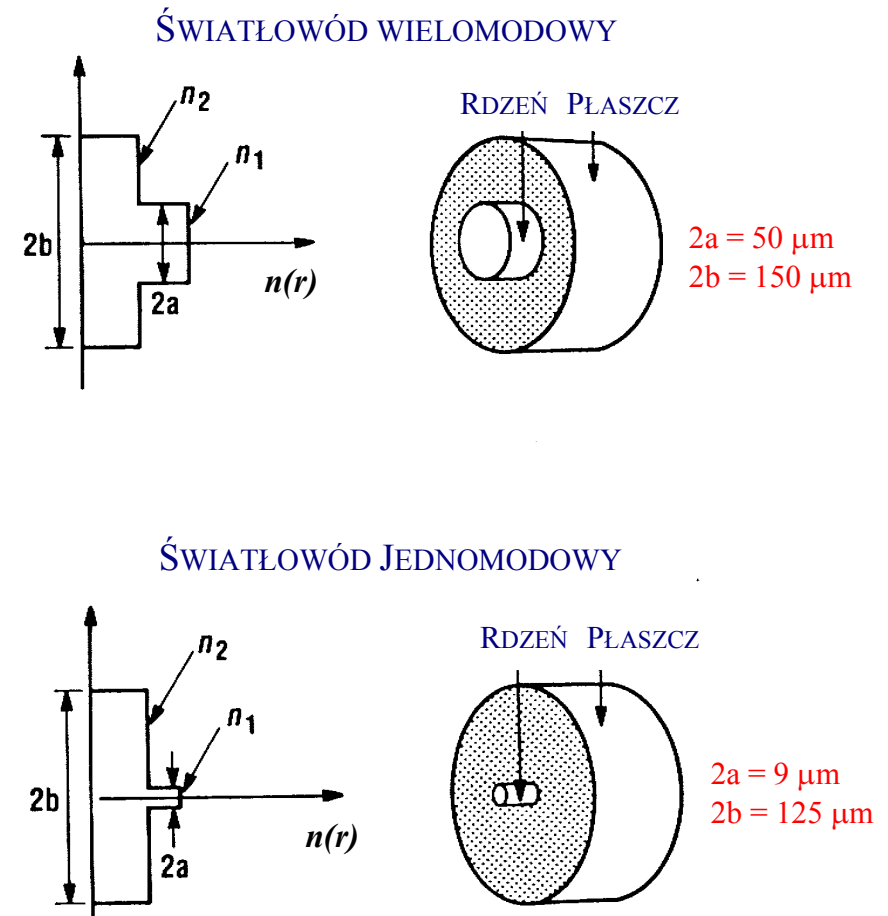 ŚWIATŁOWÓD WIELOMODOWY
n2
n1
2b
2a
n(r)
RDZEŃ PŁASZCZ
2a = 50 μm
2b = 150 μm
ŚWIATŁOWÓD JEDNOMODOWY
n2
n1
2b
2a
n(r)
RDZEŃ PŁASZCZ
2a = 9 μm
2b = 125 μm